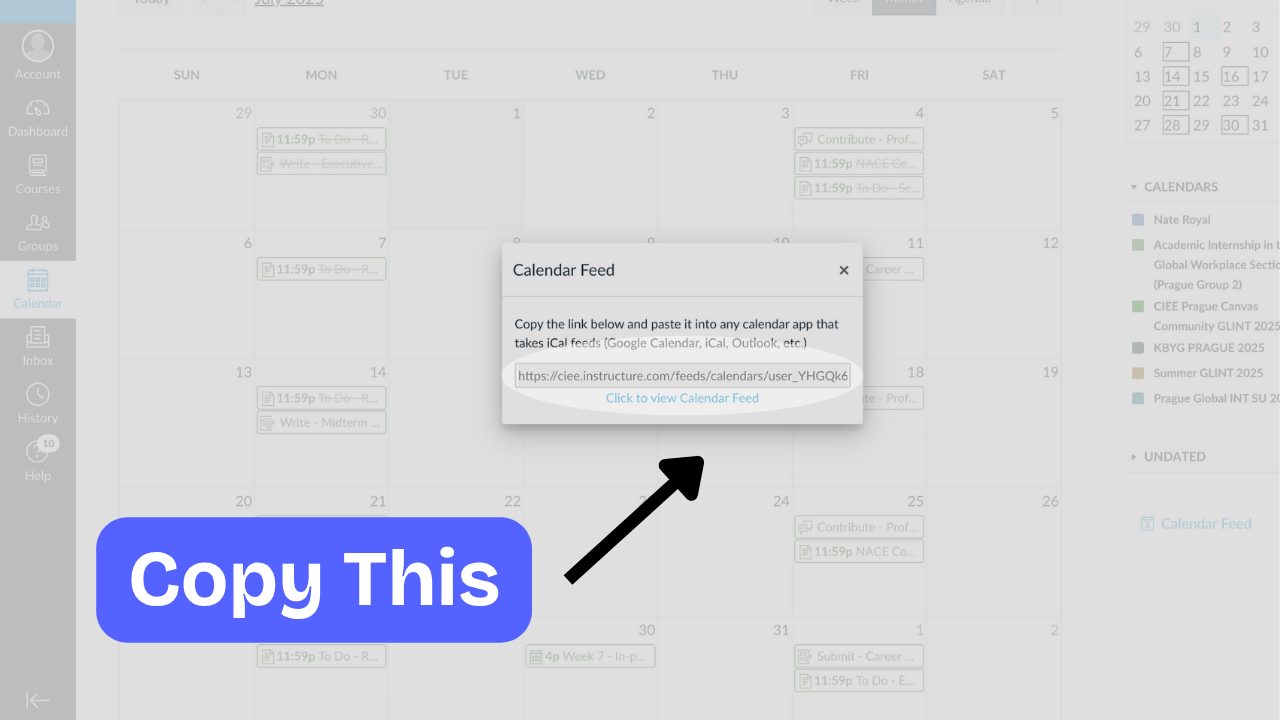 Today
July 2025
Week
Month
Agenda
Account
Dashboard
Courses
Groups
Calendar
Inbox
History
10
Help
SUN MON TUE WED THU FRI SAT
29 30 1 2 3 4 5
11:59p To Do - R...
Write - Executive...
Contribute - Prof...
11:59p NACE Co...
11:59p To Do - Sc...
6 7 8 9 10 11 12
11:59p To Do - R...
Career ...
13 14 18 19
11:59p To Do - R...
Write - Midterm ...
te - Prof...
20 21 22 24 25 26
Contribute - Prof...
11:59p NACE Co...
30 31 1 2
11:59p To Do - R...
4p Week 7 - In-p...
Submit - Career ...
11:59p To Do - E...
Calendar Feed
×
Copy the link below and paste it into any calendar app that
takes iCal feeds (Google Calendar, iCal, Outlook, etc.)
https://ciee.instructure.com/feeds/calendars/user_YHGQk6
Click to view Calendar Feed
Copy This
29 30 1 2 3
6 7 8 9 10
13 14 15 16 17
20 21 22 23 24
27 28 29 30 31
CALENDARS
Nate Royal
Academic Internship in t
Global Workplace Sectio
(Prague Group 2)
CIEE Prague Canvas
Community GLINT 2025
KBYG PRAGUE 2025
Summer GLINT 2025
Prague Global INT SU 20
UNDATED
Calendar Feed